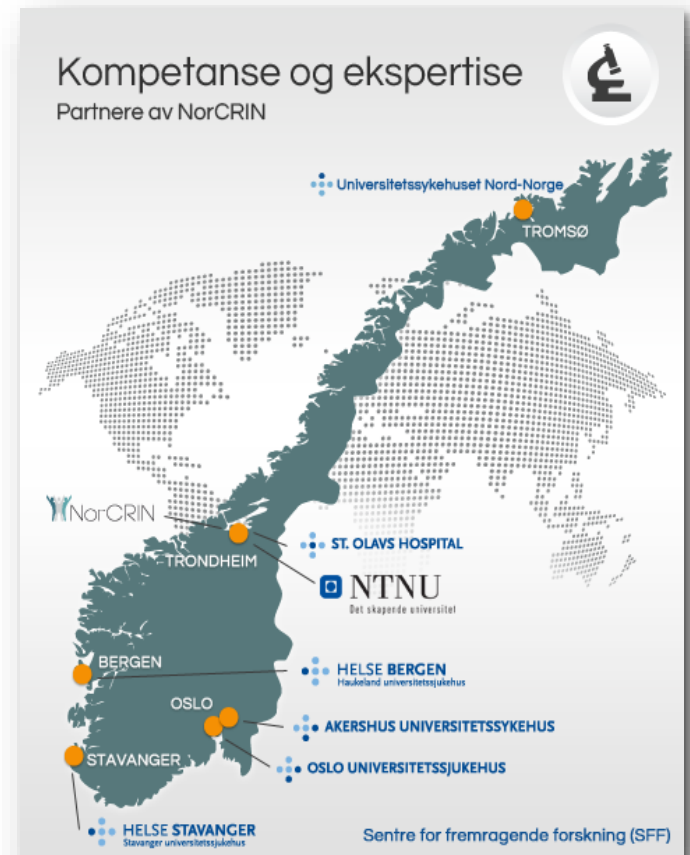 Kompetanse og ekspertise
Partnere av NorCRIN
Universitetssykehuset Nord-Norge
TROMSØ
NorCRIN
TRONDHEIM
ST. OLAVS HOSPITAL
NTNU
Det skapende universitet
BERGEN
HELSE BERGEN
Haukeland universitetssjukehus
OSLO
AKERSHUS UNIVERSITETSSYKEHUS
STAVANGER
OSLO UNIVERSITETSSJUKEHUS
HELSE STAVANGER
Stavanger universitetssjukehus
Sentre for fremragende forskning (SFF)